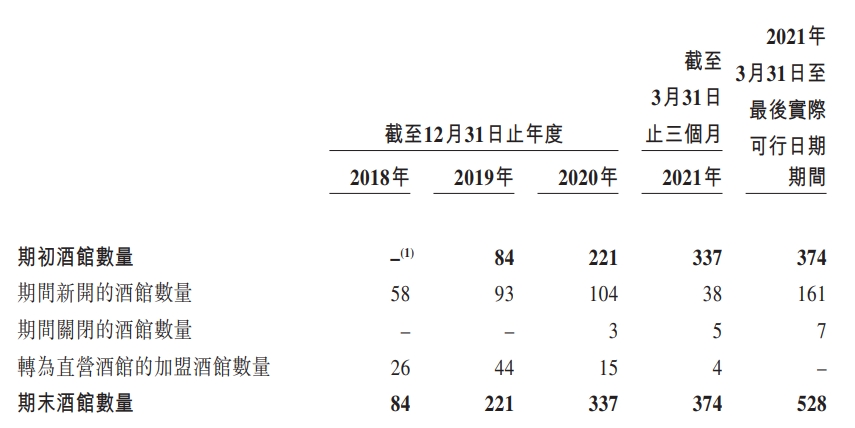 2021年
截至 3月31日至
3月31日 最後實際
截至12月31日止年度 止三個月 可行日期
2018年 2019年 2020年 2021年 期間
期初酒館數量 –(1) 84 221 337 374
期間新開的酒館數量 58 93 104 38 161
期間關閉的酒館數量 – – 3 5 7
轉為直營酒館的加盟酒館數量 26 44 15 4 –
期末酒館數量 84 221 337 374 528